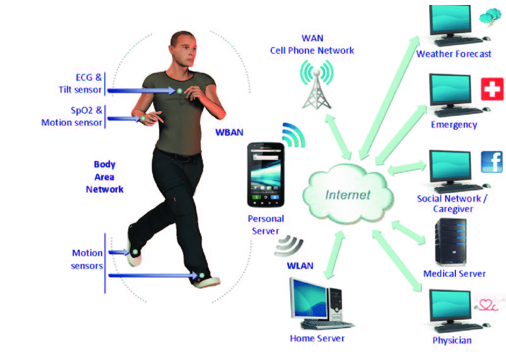 WAN
Cell Phone Network
Weather Forecast
ECG &
Tilt sensor
SpO2 &
Motion sensor
WBAN
Emergency
Body
Area
Network
Internet
Social Network /
Caregiver
Personal
Server
Motion
sensors
WLAN
Medical Server
Home Server
Physician